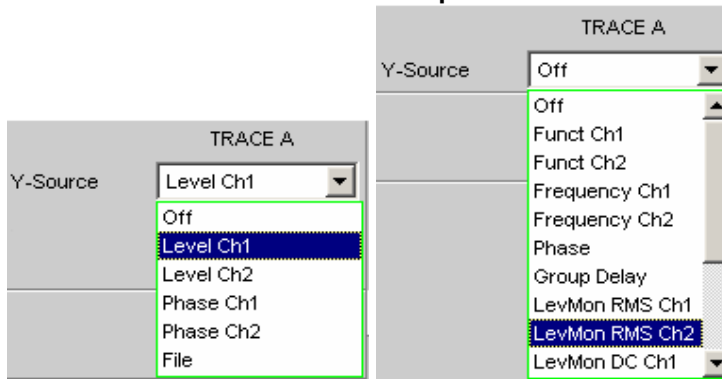 TRACE A
Y-Source Level Ch1
Off
Level Ch1
Level Ch2
Phase Ch1
Phase Ch2
File
TRACE A
Y-Source Off
Off
Funct Ch1
Funct Ch2
Frequency Ch1
Frequency Ch2
Phase
Group Delay
LevMon RMS Ch1
LevMon RMS Ch2
LevMon DC Ch1